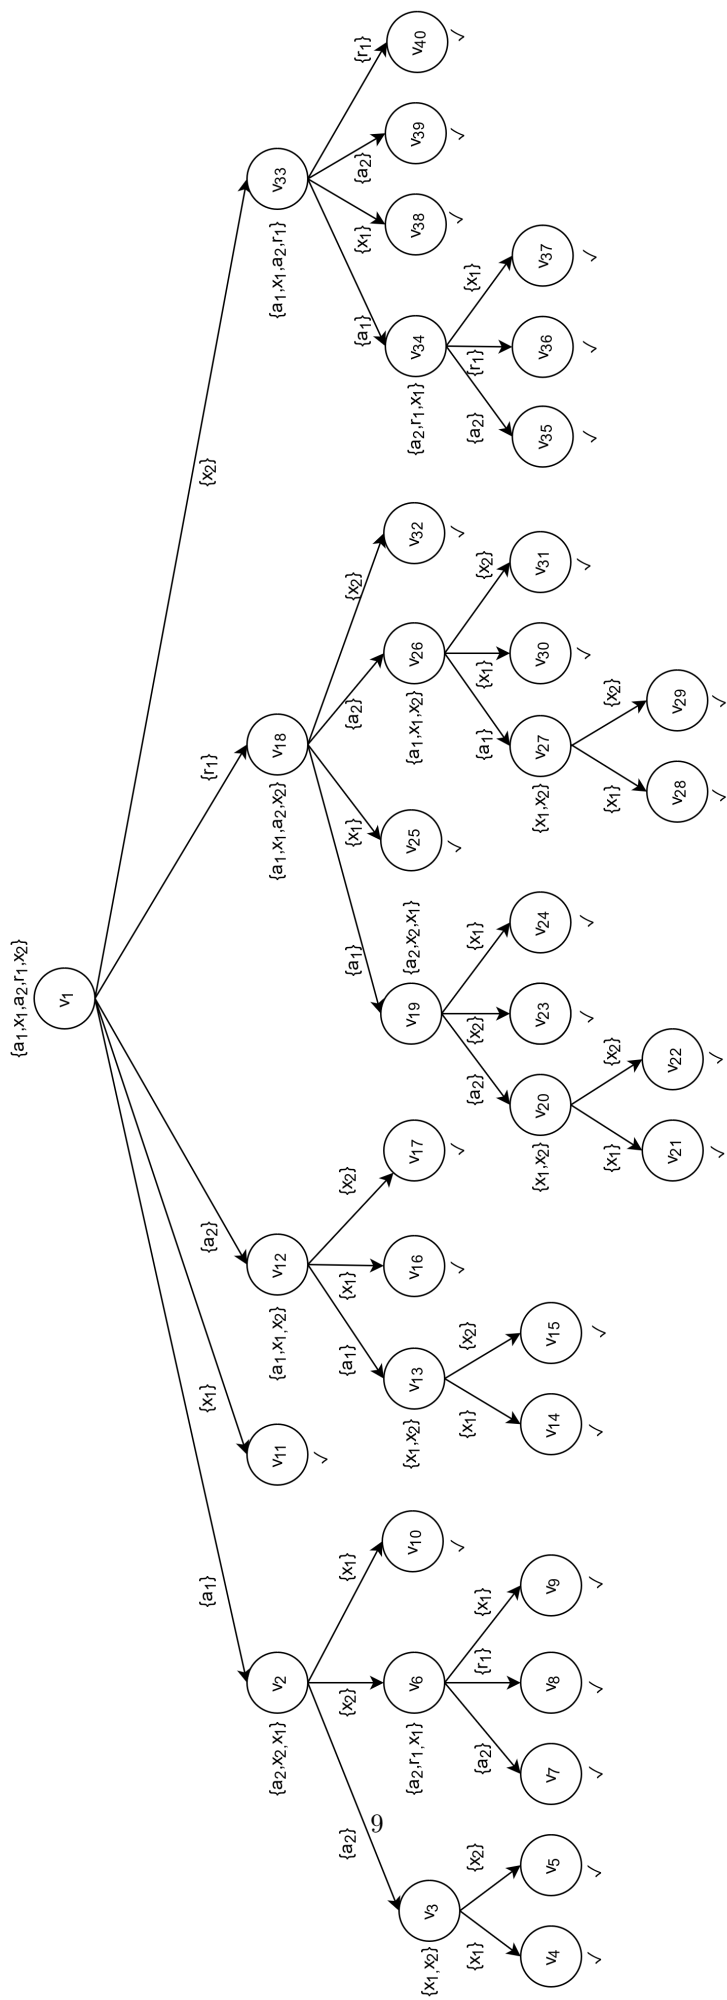 {a₁,x₁,a₂,r₁,x₂}
v₁
{a₁} {x₁} {a₂} {r₁} {x₂}
{a₂,x₂,x₁} v₂ v₁₁ {a₁,x₁,x₂} v₁₂ {a₁,x₁,a₂,x₂} v₁₈ {a₁,x₁,a₂,r₁} v₃₃
✓
{a₂} {x₂} {x₁} {a₁} {x₁} {x₂} {a₁} {x₁} {a₂} {x₂} {a₁} {x₁} {a₂} {r₁}
{x₁,x₂} v₃ {a₂,r₁,x₁} v₆ v₁₀ {x₁,x₂} v₁₃ v₁₆ v₁₇ v₁₉ {a₂,x₂,x₁} v₂₅ {a₁,x₁,x₂} v₂₆ v₃₂ {a₂,r₁,x₁} v₃₄ v₃₈ v₃₉ v₄₀
✓ ✓ ✓ ✓ ✓ ✓ ✓ ✓
{x₁} {x₂} {a₂} {r₁} {x₁} {x₁} {x₂} {a₂} {x₂} {x₁} {a₁} {x₁} {x₂} {a₂} {r₁} {x₁}
v₄ v₅ v₇ v₈ v₉ v₁₄ v₁₅ {x₁,x₂} v₂₀ v₂₃ v₂₄ {x₁,x₂} v₂₇ v₃₀ v₃₁ v₃₅ v₃₆ v₃₇
✓ ✓ ✓ ✓ ✓ ✓ ✓ ✓ ✓ ✓ ✓ ✓ ✓ ✓
{x₁} {x₂} {x₁} {x₂}
v₂₁ v₂₂ v₂₈ v₂₉
✓ ✓ ✓ ✓
9